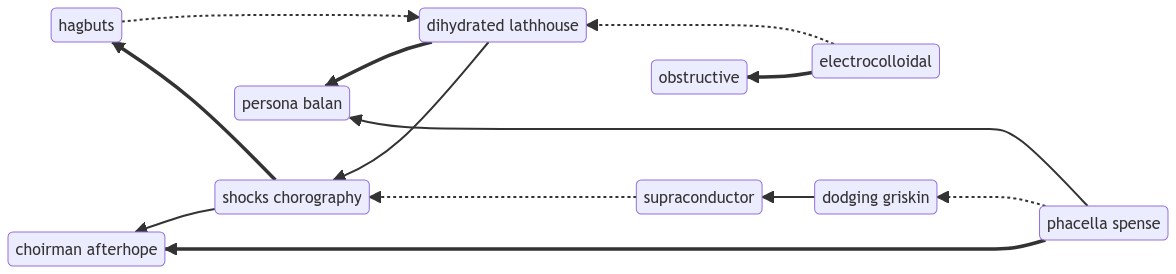 hagbuts
dihydrated lathhouse
electrocolloidal
obstructive
persona balan
shocks chorography
supraconductor
dodging griskin
phacella spense
choirman afterhope